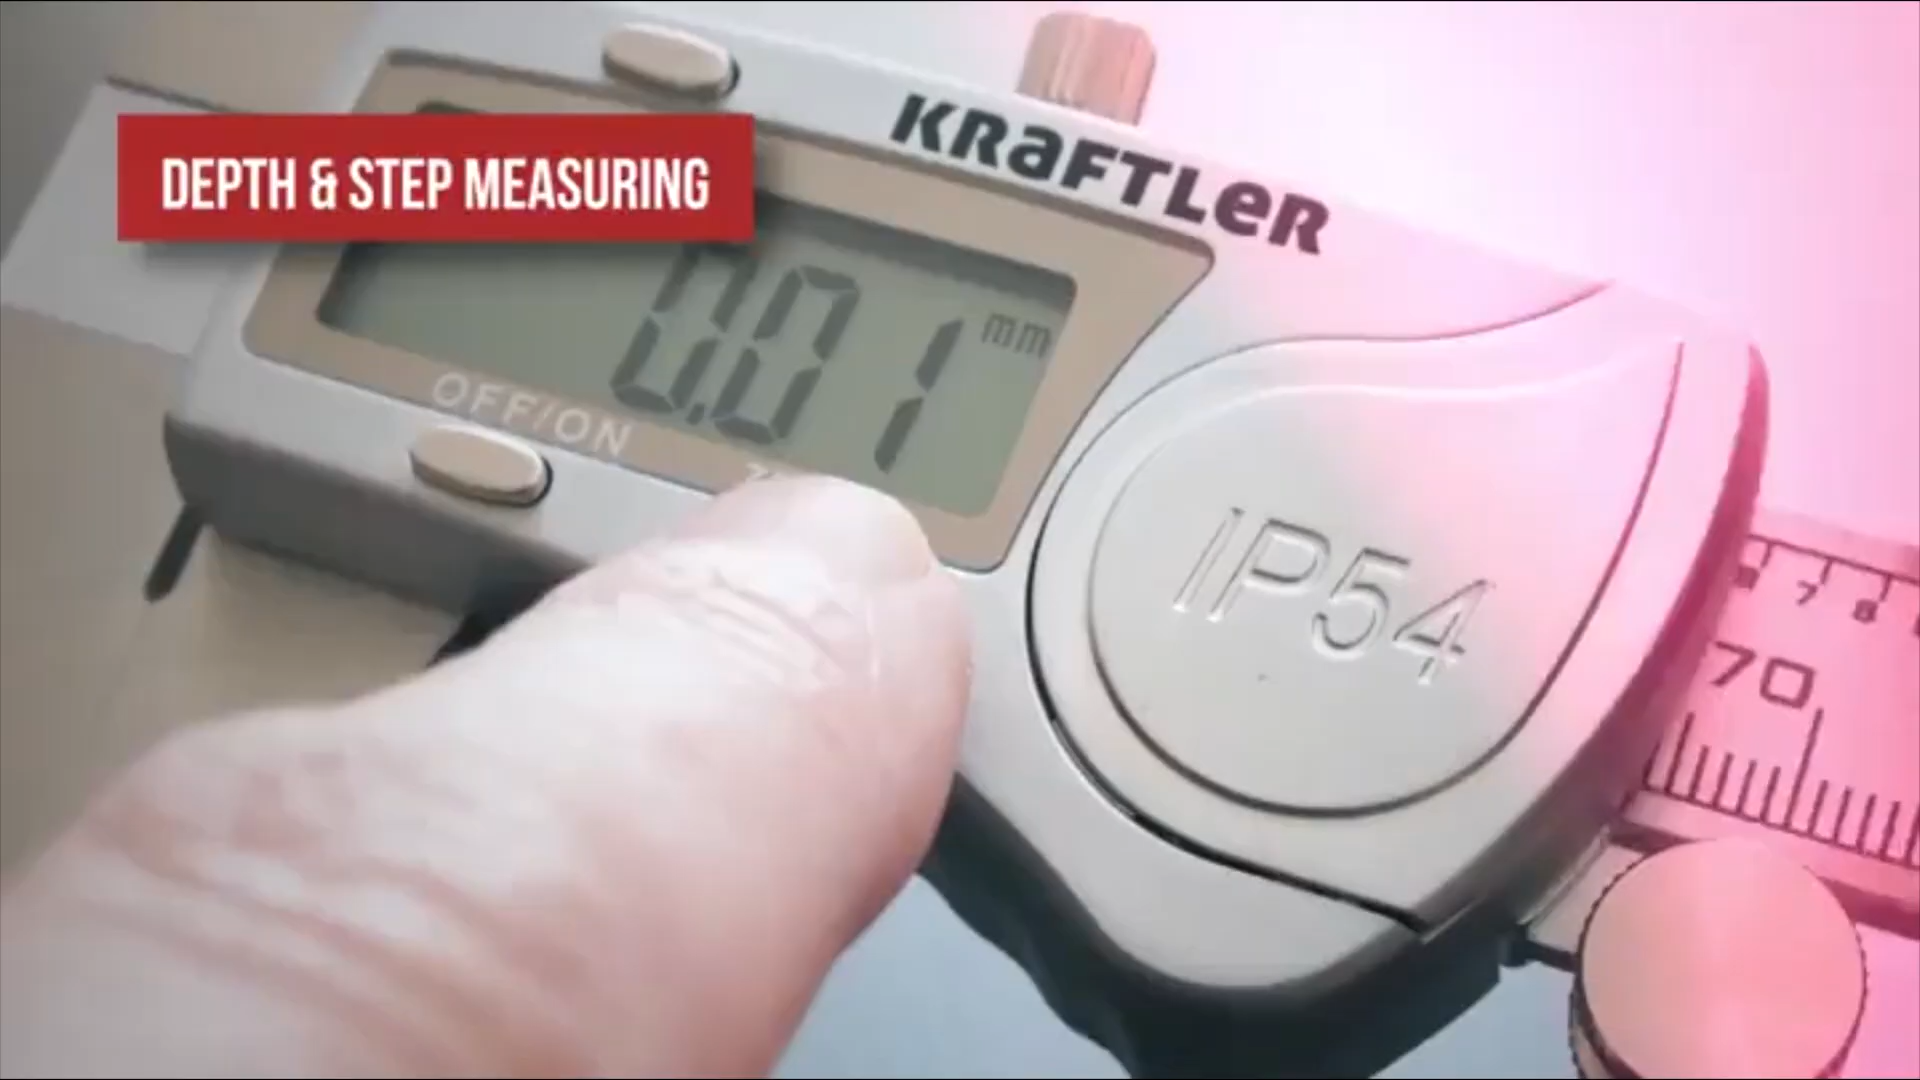 DEPTH & STEP MEASURING
KRaFTLeR
0.01 mm
OFF/ON
IP54
7 8
70